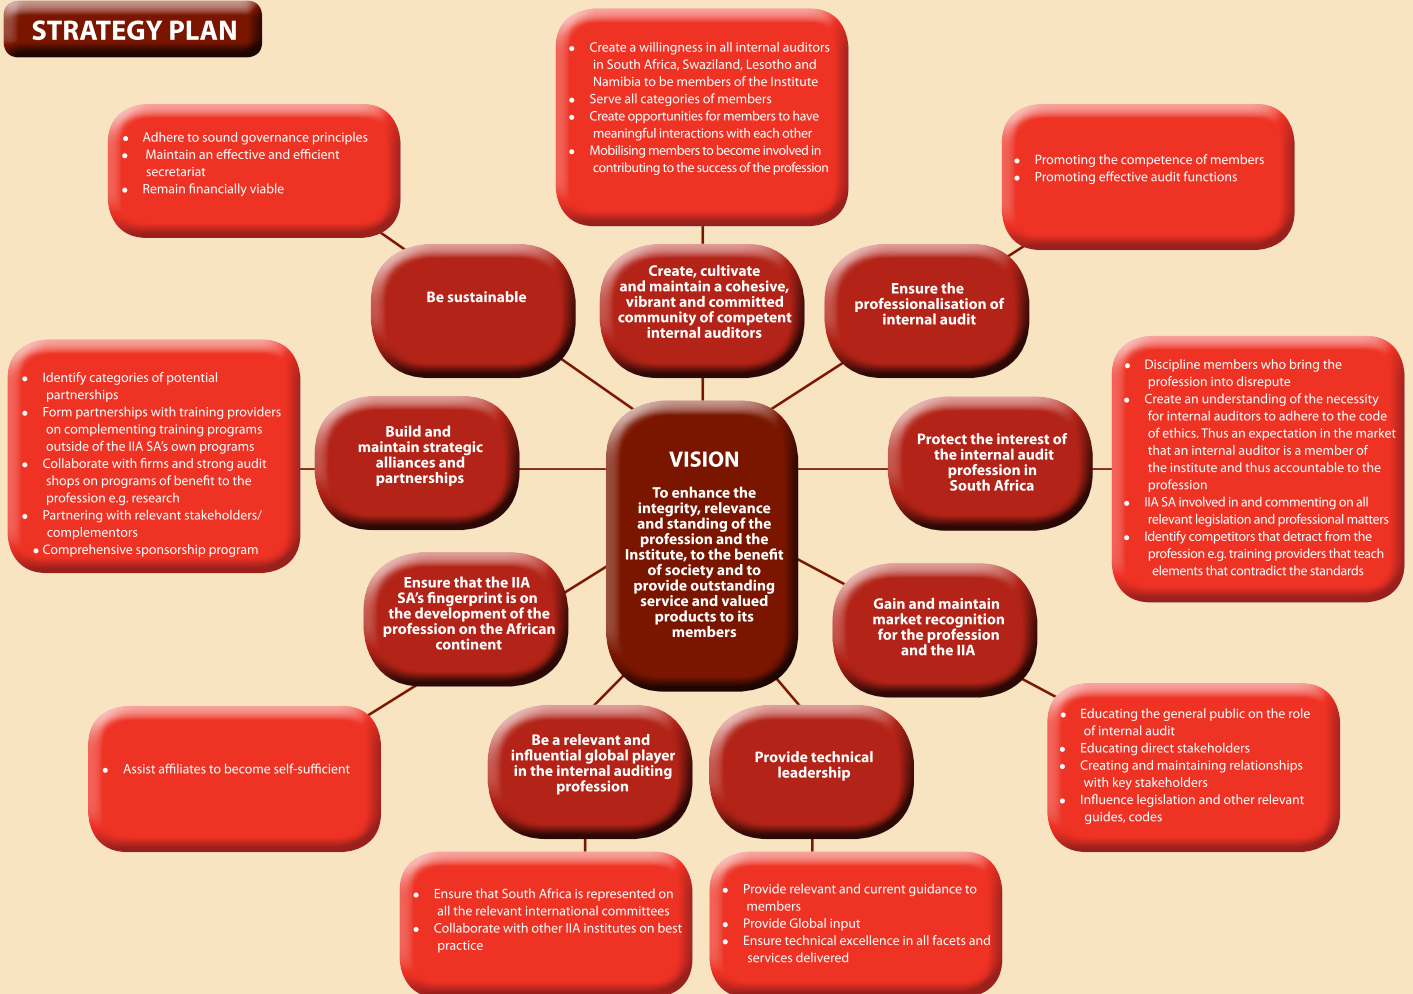 STRATEGY PLAN
• Create a willingness in all internal auditors
in South Africa, Swaziland, Lesotho and
Namibia to be members of the Institute
• Serve all categories of members
• Create opportunities for members to have
meaningful interactions with each other
• Mobilising members to become involved in
contributing to the success of the profession
• Adhere to sound governance principles
• Maintain an effective and efficient
secretariat
• Remain financially viable
• Promoting the competence of members
• Promoting effective audit functions
Be sustainable
Create, cultivate
and maintain a cohesive,
vibrant and committed
community of competent
internal auditors
Ensure the
professionalisation of
internal audit
• Identify categories of potential
partnerships
• Form partnerships with training providers
on complementing training programs
outside of the IIA SA's own programs
• Collaborate with firms and strong audit
shops on programs of benefit to the
profession e.g. research
• Partnering with relevant stakeholders/
complementors
• Comprehensive sponsorship program
Build and
maintain strategic
alliances and
partnerships
VISION
To enhance the
integrity, relevance
and standing of the
profession and the
Institute, to the benefit
of society and to
provide outstanding
service and valued
products to its
members
Protect the interest of
the internal audit
profession in
South Africa
• Discipline members who bring the
profession into disrepute
• Create an understanding of the necessity
for internal auditors to adhere to the code
of ethics. Thus an expectation in the market
that an internal auditor is a member of
the institute and thus accountable to the
profession
• IIA SA involved in and commenting on all
relevant legislation and professional matters
• Identify competitors that detract from the
profession e.g. training providers that teach
elements that contradict the standards
Ensure that the IIA
SA's fingerprint is on
the development of the
profession on the African
continent
Gain and maintain
market recognition
for the profession
and the IIA
• Assist affiliates to become self-sufficient
Be a relevant and
influential global player
in the internal auditing
profession
Provide technical
leadership
• Educating the general public on the role
of internal audit
• Educating direct stakeholders
• Creating and maintaining relationships
with key stakeholders
• Influence legislation and other relevant
guides, codes
• Ensure that South Africa is represented on
all the relevant international committees
• Collaborate with other IIA institutes on best
practice
• Provide relevant and current guidance to
members
• Provide Global input
• Ensure technical excellence in all facets and
services delivered